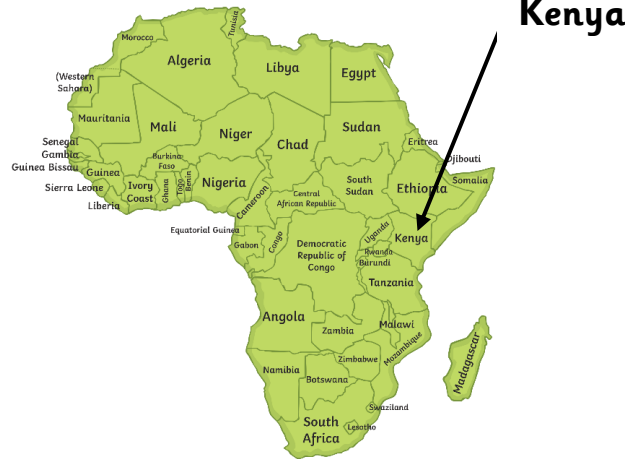 Kenya
Tunisia
Morocco
Algeria
Libya
Egypt
(Western
Sahara)
Mauritania
Mali
Niger
Chad
Sudan
Eritrea
Senegal
Gambia
Guinea Bissau
Guinea
Sierra Leone
Liberia
Ivory
Coast
Burkina
Faso
Ghana
Togo
Benin
Nigeria
Cameroon
Central
African Republic
South
Sudan
Ethiopia
Djibouti
Somalia
Equatorial Guinea
Gabon
Congo
Democratic
Republic of
Congo
Uganda
Kenya
Rwanda
Burundi
Tanzania
Angola
Zambia
Malawi
Mozambique
Zimbabwe
Namibia
Botswana
Madagascar
Swaziland
Lesotho
South
Africa